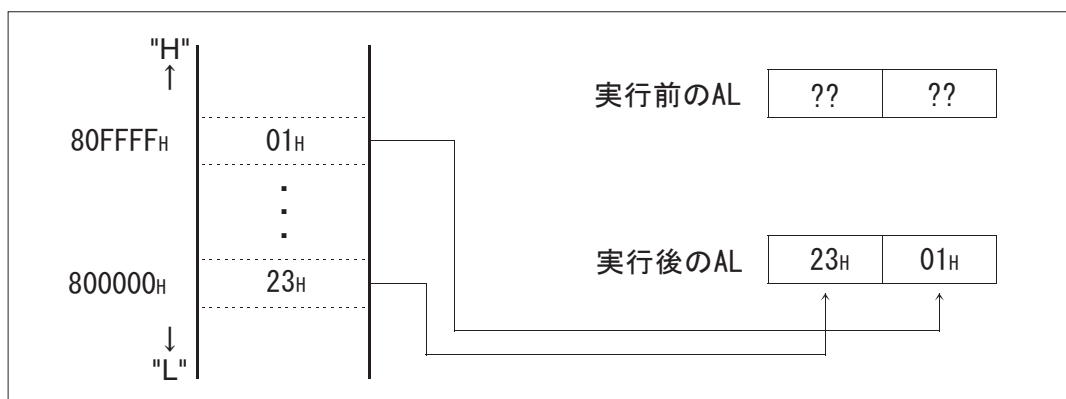 "H"
↑
実行前のAL ?? ??
80FFFFH 01H
・
・
・
実行後のAL 23H 01H
800000H 23H
↓
"L"